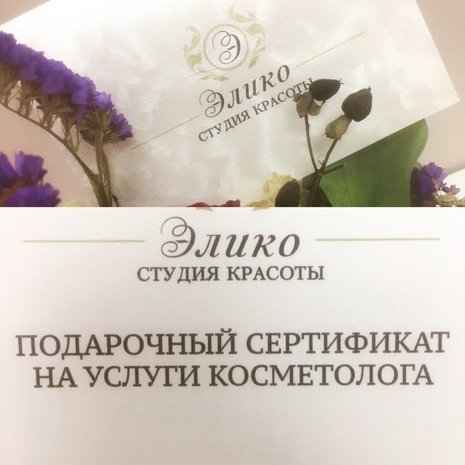 Э
Элико
СТУДИЯ КРАСОТЫ
Элико
СТУДИЯ КРАСОТЫ
ПОДАРОЧНЫЙ СЕРТИФИКАТ
НА УСЛУГИ КОСМЕТОЛОГА